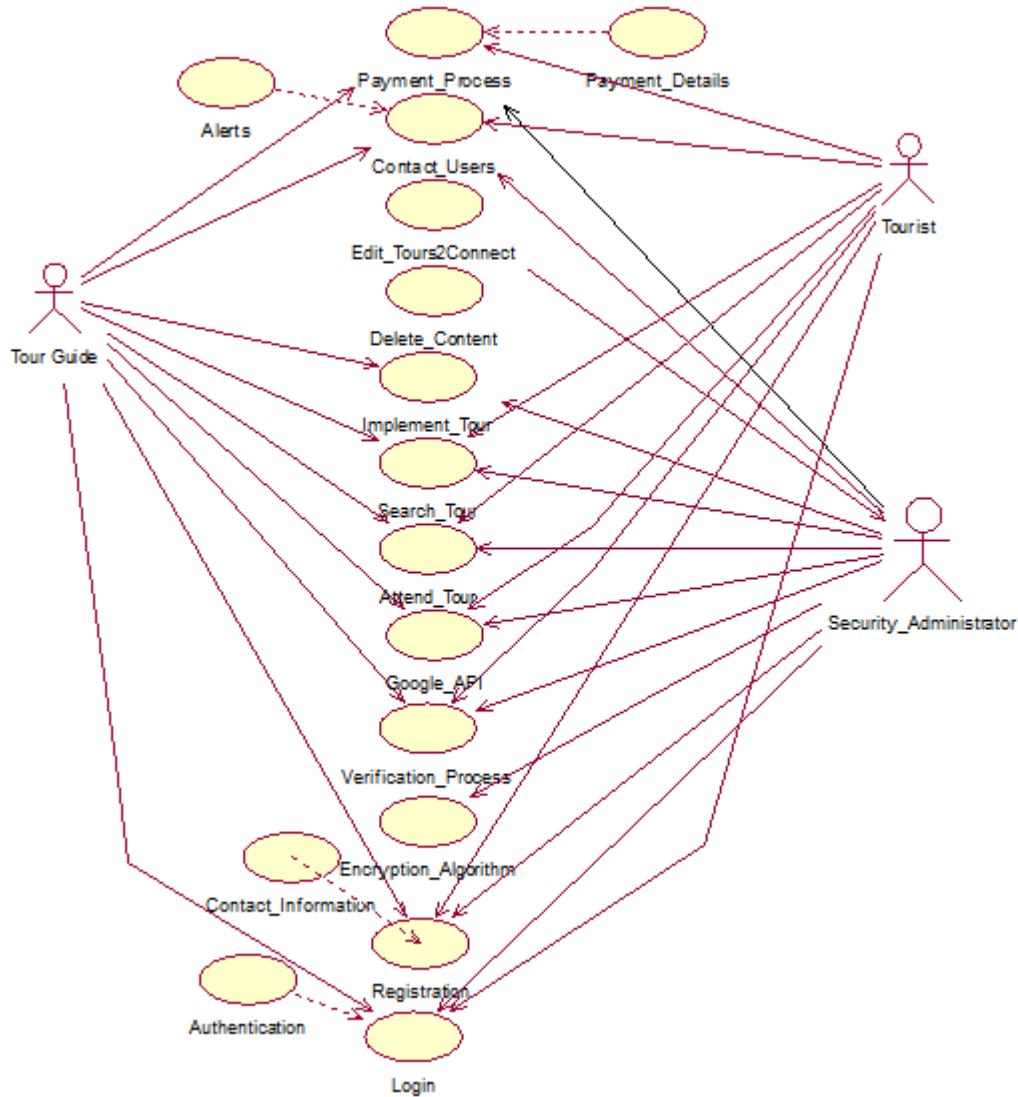 Payment_Process
Payment_Details
Alerts
Contact_Users
Tourist
Edit_Tours2Connect
Delete_Content
Tour Guide
Implement_Tour
Search_Tour
Attend_Tour
Security_Administrator
Google_API
Verification_Process
Encryption_Algorithm
Contact_Information
Registration
Authentication
Login